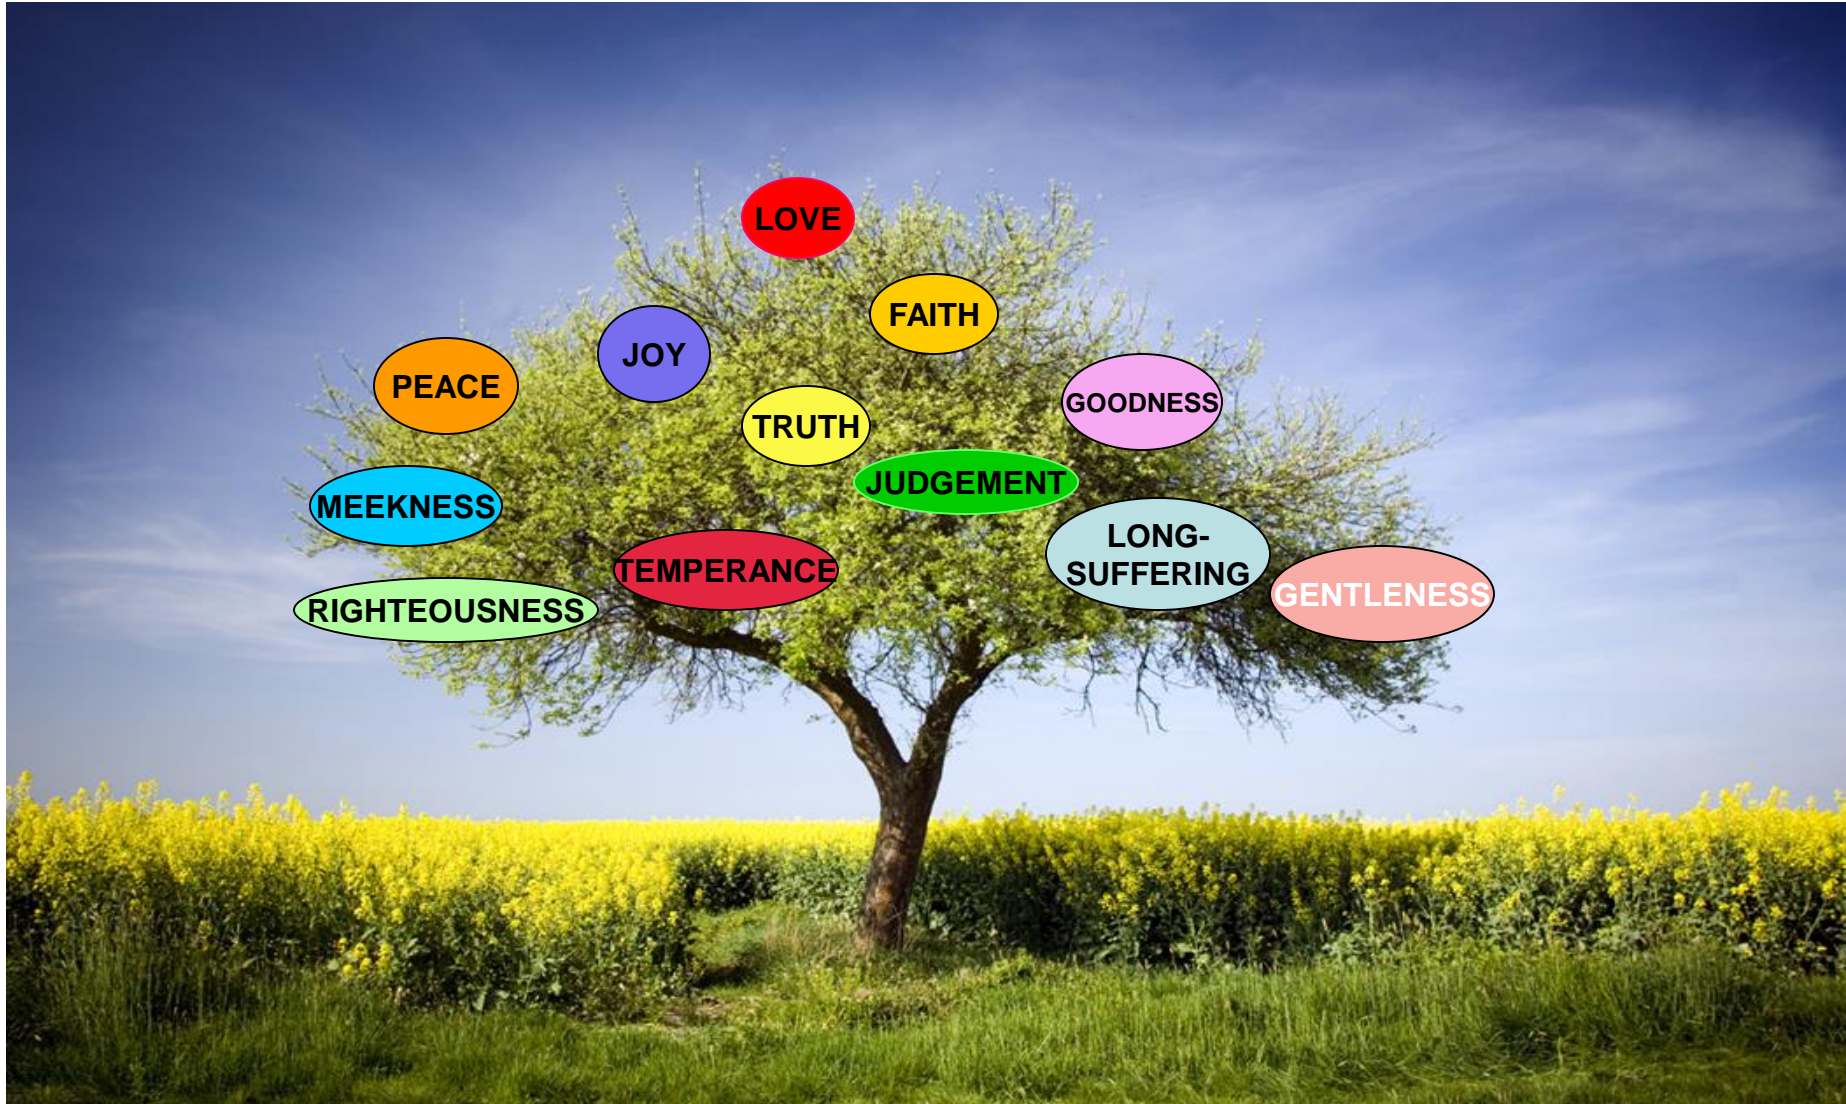 LOVE
FAITH
JOY
PEACE
GOODNESS
TRUTH
JUDGEMENT
MEEKNESS
LONG-
SUFFERING
TEMPERANCE
GENTLENESS
RIGHTEOUSNESS